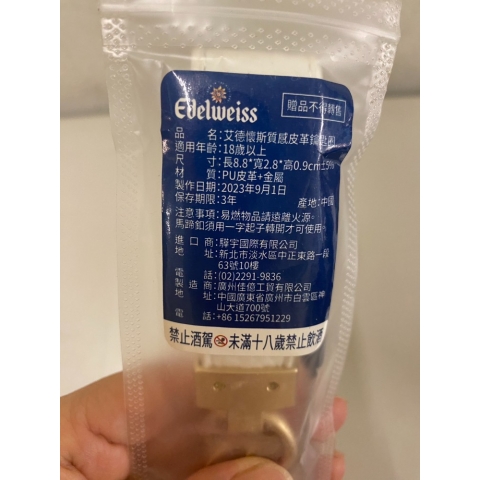 Edelweiss
贈品不得轉售
品 名:艾德懷斯質感皮革鑰匙圈
適用年齡:18歲以上
尺 寸:長8.8*寬2.8*高0.9cm±5%
材 質:PU皮革+金屬
製作日期:2023年9月1日
保存期限:3年 產地:中國
注意事項:易燃物品請遠離火源。
馬蹄釦須用一字起子轉開才可使用。
進 口 商:驊宇國際有限公司
地 址:新北市淡水區中正東路一段
63號10樓
電 話:(02)2291-9836
製 造 商:廣州佳億工貿有限公司
地 址:中國廣東省廣州市白雲區神
山大道700號
電 話:+86 15267951229
禁止酒駕 未滿十八歲禁止飲酒